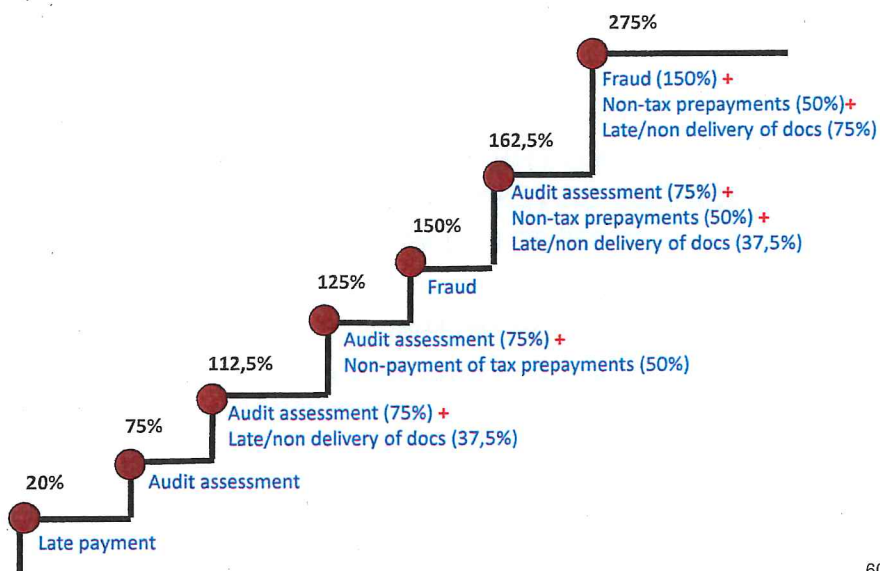 275%
Fraud (150%) +
Non-tax prepayments (50%)+
Late/non delivery of docs (75%)
162,5%
Audit assessment (75%) +
Non-tax prepayments (50%) +
Late/non delivery of docs (37,5%)
150%
Fraud
125%
Audit assessment (75%) +
Non-payment of tax prepayments (50%)
112,5%
Audit assessment (75%) +
Late/non delivery of docs (37,5%)
75%
Audit assessment
20%
Late payment